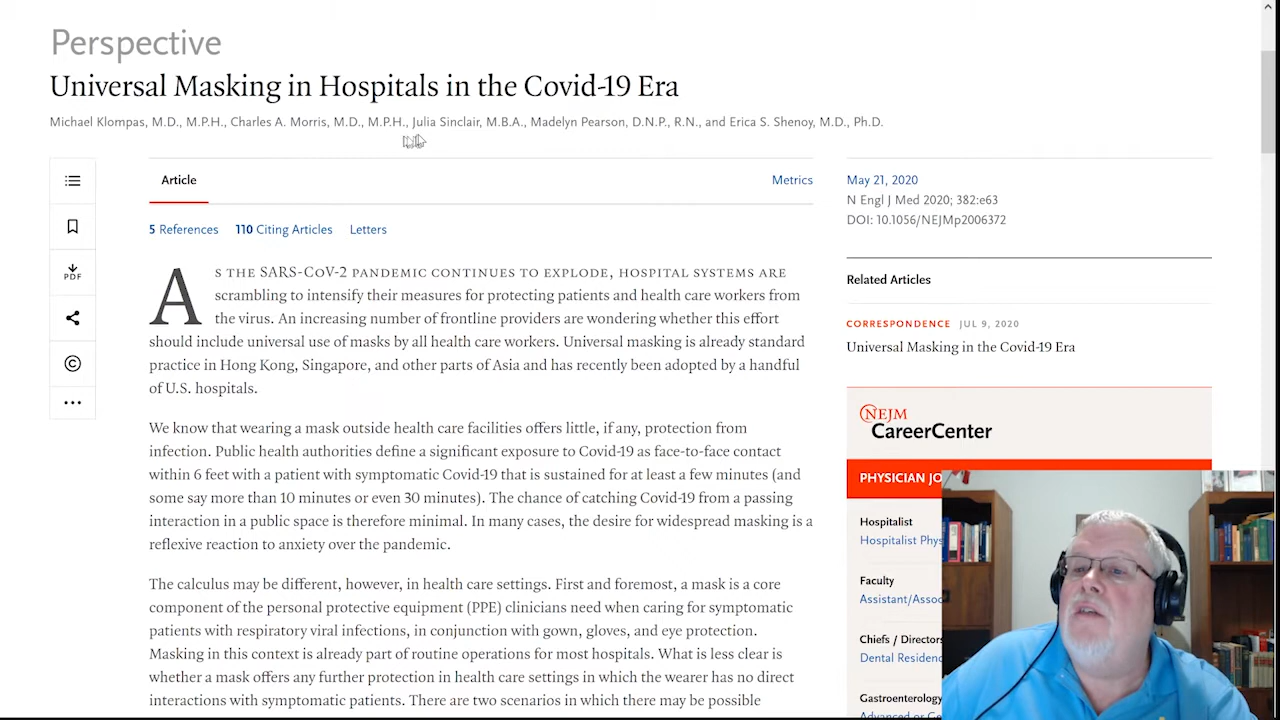 Perspective
Universal Masking in Hospitals in the Covid-19 Era
Michael Klompas, M.D., M.P.H., Charles A. Morris, M.D., M.P.H., Julia Sinclair, M.B.A., Madelyn Pearson, D.N.P., R.N., and Erica S. Shenoy, M.D., Ph.D.
Article
Metrics
5 References 110 Citing Articles Letters
AS THE SARS-CoV-2 PANDEMIC CONTINUES TO EXPLODE, HOSPITAL SYSTEMS ARE
scrambling to intensify their measures for protecting patients and health care workers from
the virus. An increasing number of frontline providers are wondering whether this effort
should include universal use of masks by all health care workers. Universal masking is already standard
practice in Hong Kong, Singapore, and other parts of Asia and has recently been adopted by a handful
of U.S. hospitals.
We know that wearing a mask outside health care facilities offers little, if any, protection from
infection. Public health authorities define a significant exposure to Covid-19 as face-to-face contact
within 6 feet with a patient with symptomatic Covid-19 that is sustained for at least a few minutes (and
some say more than 10 minutes or even 30 minutes). The chance of catching Covid-19 from a passing
interaction in a public space is therefore minimal. In many cases, the desire for widespread masking is a
reflexive reaction to anxiety over the pandemic.
The calculus may be different, however, in health care settings. First and foremost, a mask is a core
component of the personal protective equipment (PPE) clinicians need when caring for symptomatic
patients with respiratory viral infections, in conjunction with gown, gloves, and eye protection.
Masking in this context is already part of routine operations for most hospitals. What is less clear is
whether a mask offers any further protection in health care settings in which the wearer has no direct
interactions with symptomatic patients. There are two scenarios in which there may be possible
PDF
May 21, 2020
N Engl J Med 2020; 382:e63
DOI: 10.1056/NEJMp2006372
Related Articles
CORRESPONDENCE JUL 9, 2020
Universal Masking in the Covid-19 Era
NEJM
CareerCenter
PHYSICIAN JO
Hospitalist
Hospitalist Phys
Faculty
Assistant/Assoc
Chiefs / Directors
Dental Residenc
Gastroenterology
Advanced or Ge